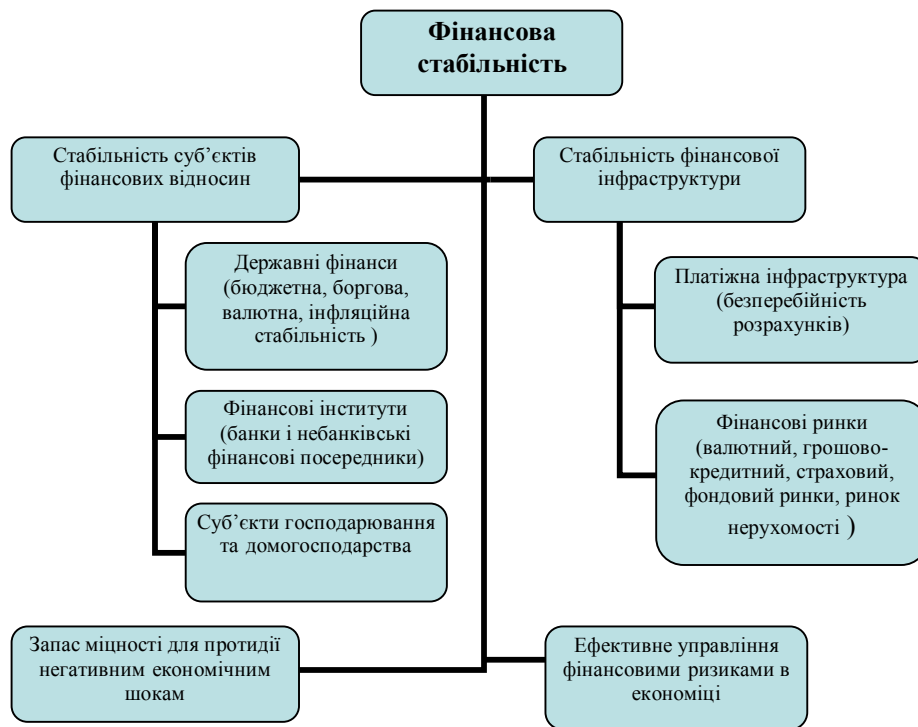 Фінансова
стабільність
Стабільність суб’єктів
фінансових відносин
Стабільність фінансової
інфраструктури
Державні фінанси
(бюджетна, боргова,
валютна, інфляційна
стабільність )
Платіжна інфраструктура
(безперебійність
розрахунків)
Фінансові інститути
(банки і небанківські
фінансові посередники)
Фінансові ринки
(валютний, грошово-
кредитний, страховий,
фондовий ринки, ринок
нерухомості )
Суб’єкти господарювання
та домогосподарства
Запас міцності для протидії
негативним економічним
шокам
Ефективне управління
фінансовими ризиками в
економіці